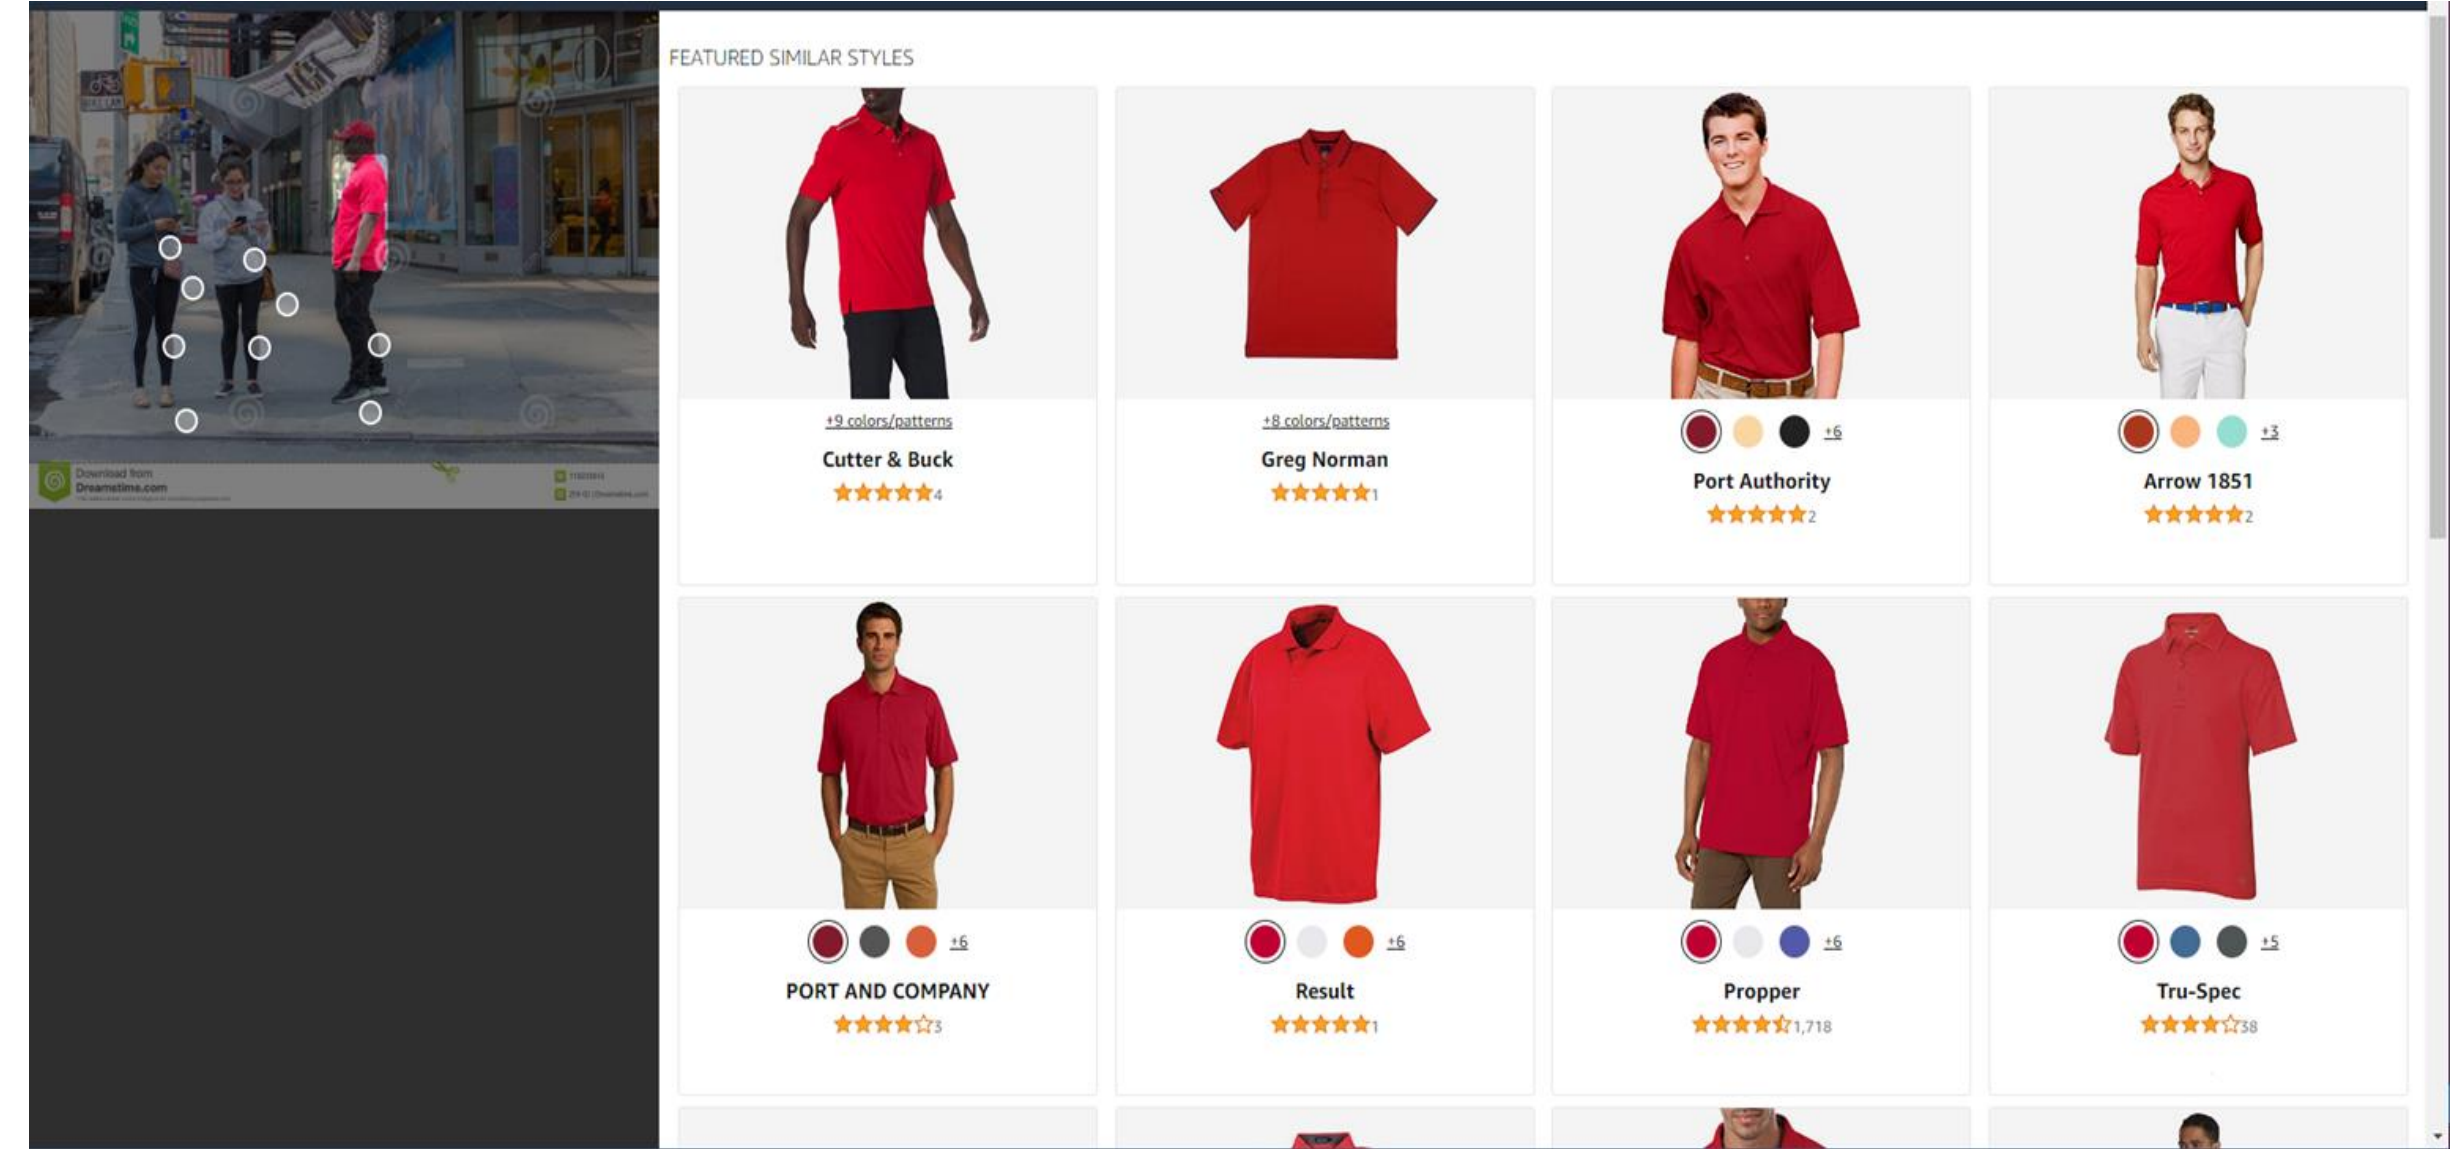 BIKE LANE
Download from
Dreamstime.com
FEATURED SIMILAR STYLES
+9 colors/patterns
Cutter & Buck
4
+8 colors/patterns
Greg Norman
1
+6
Port Authority
2
+3
Arrow 1851
2
+6
PORT AND COMPANY
3
+6
Result
1
+6
Propper
1,718
+5
Tru-Spec
38